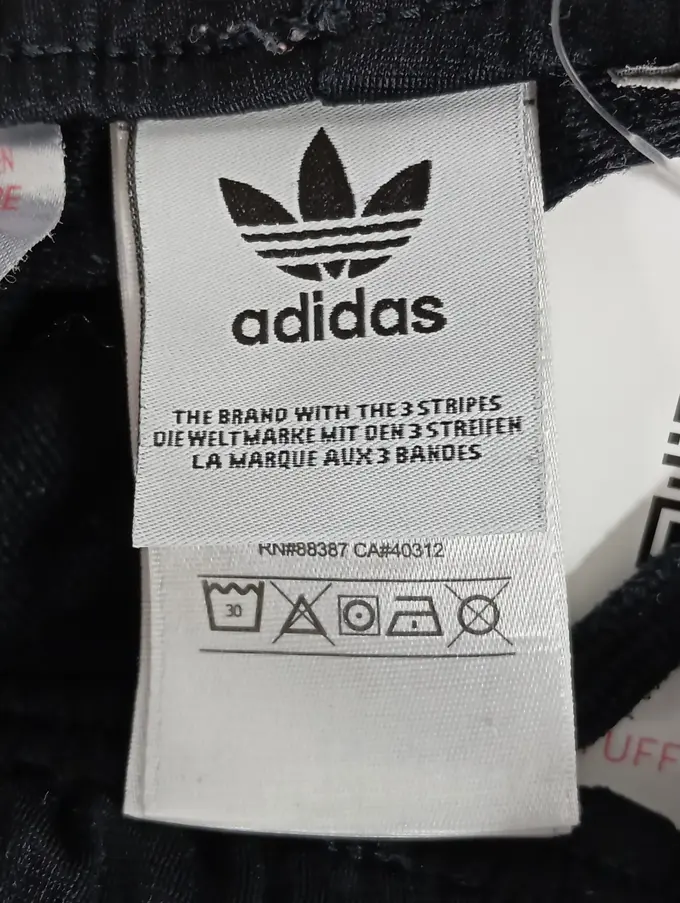 adidas
THE BRAND WITH THE 3 STRIPES
DIE WELTMARKE MIT DEN 3 STREIFEN
LA MARQUE AUX 3 BANDES
RN#88387 CA#40312
30